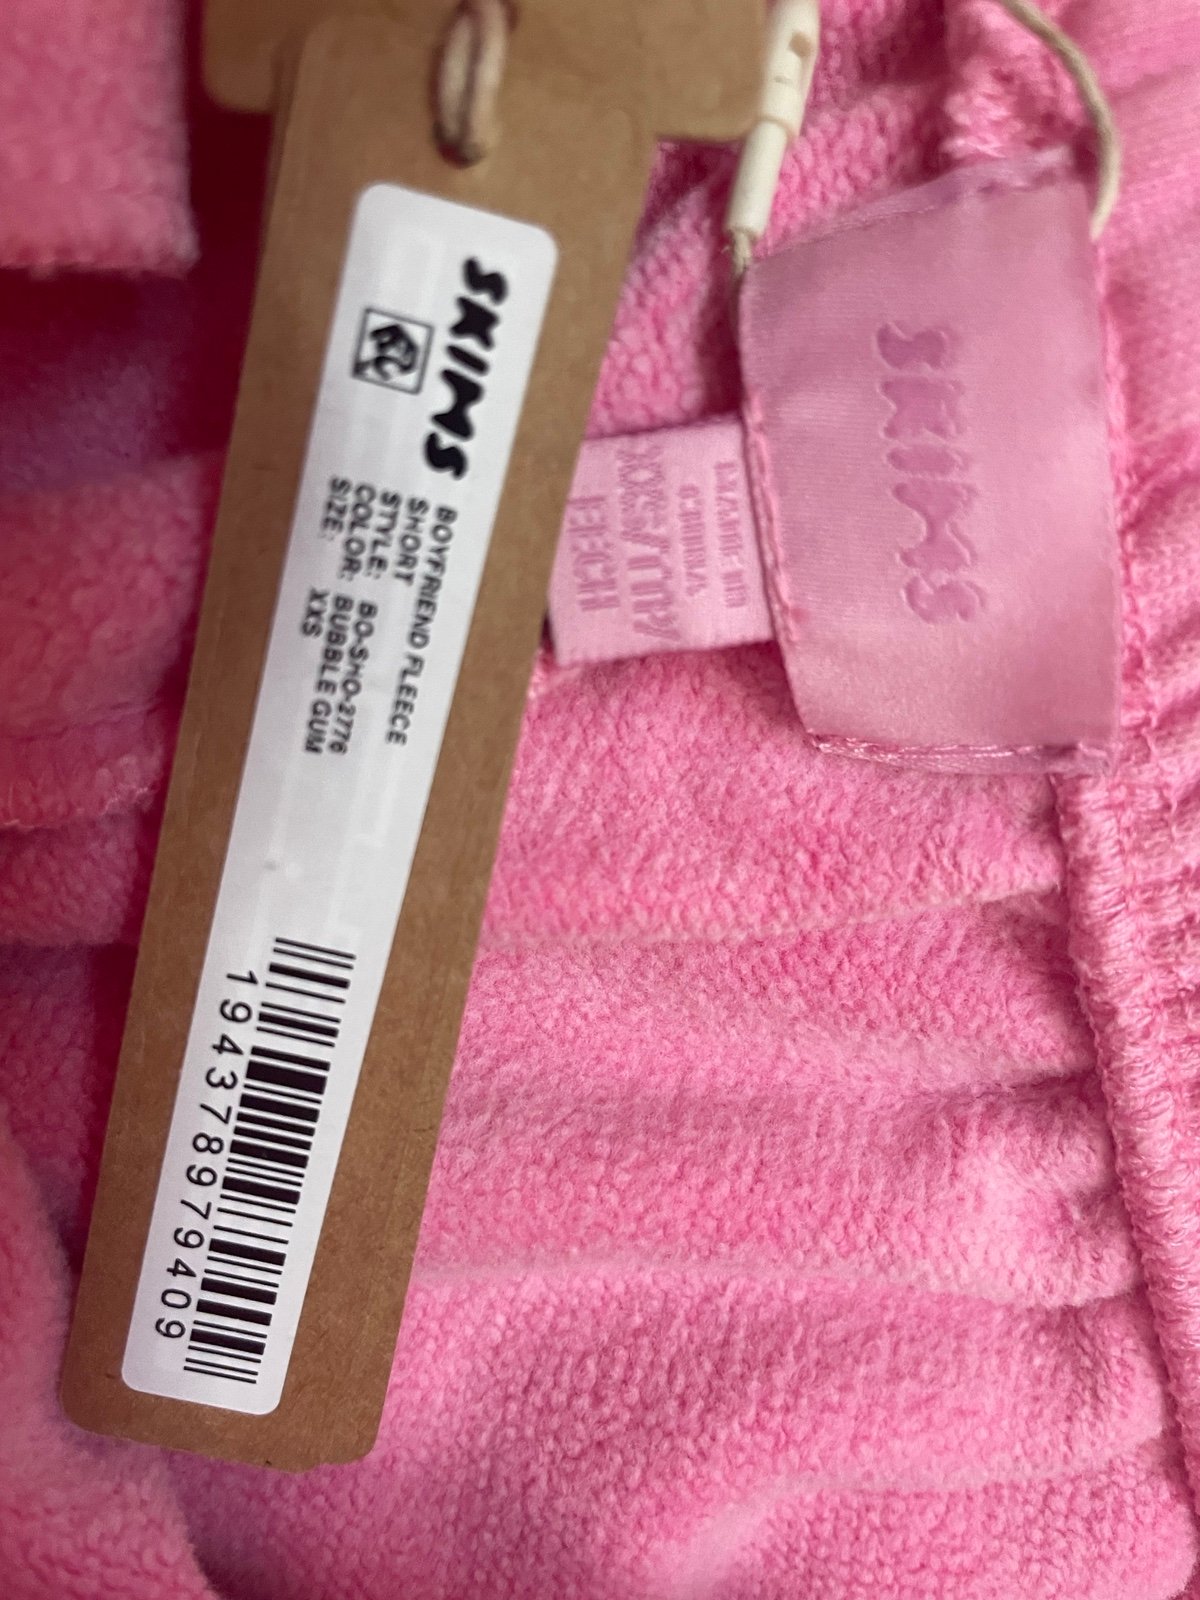 SKIMS
BOYFRIEND FLEECE
SHORT
STYLE: BO-SHO-2776
COLOR: BUBBLE GUM
SIZE: XXS
194378979409
SKIMS